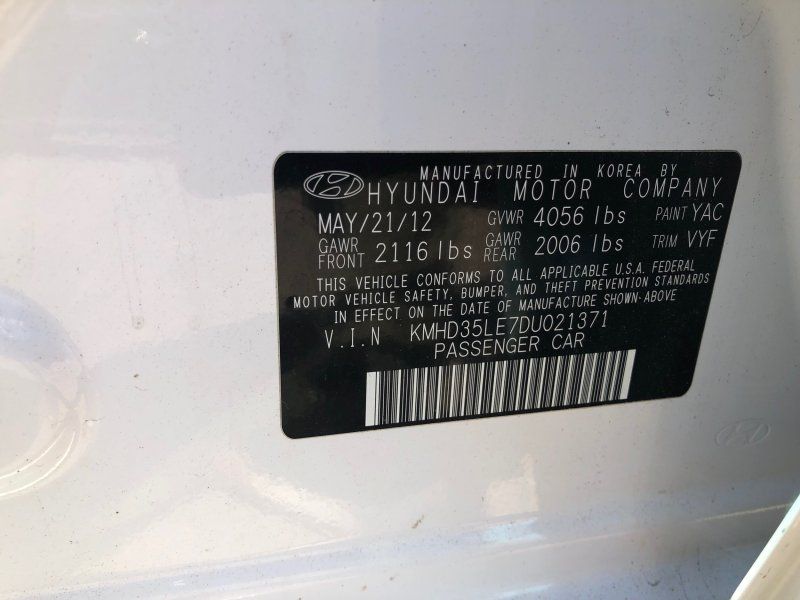 MANUFACTURED IN KOREA BY
HYUNDAI MOTOR COMPANY
MAY/21/12 GVWR 4056 lbs PAINT YAC
GAWR FRONT 2116 lbs GAWR REAR 2006 lbs TRIM VYF
THIS VEHICLE CONFORMS TO ALL APPLICABLE U.S.A. FEDERAL
MOTOR VEHICLE SAFETY, BUMPER, AND THEFT PREVENTION STANDARDS
IN EFFECT ON THE DATE OF MANUFACTURE SHOWN-ABOVE
V.I.N KMHD35LE7DU021371
PASSENGER CAR